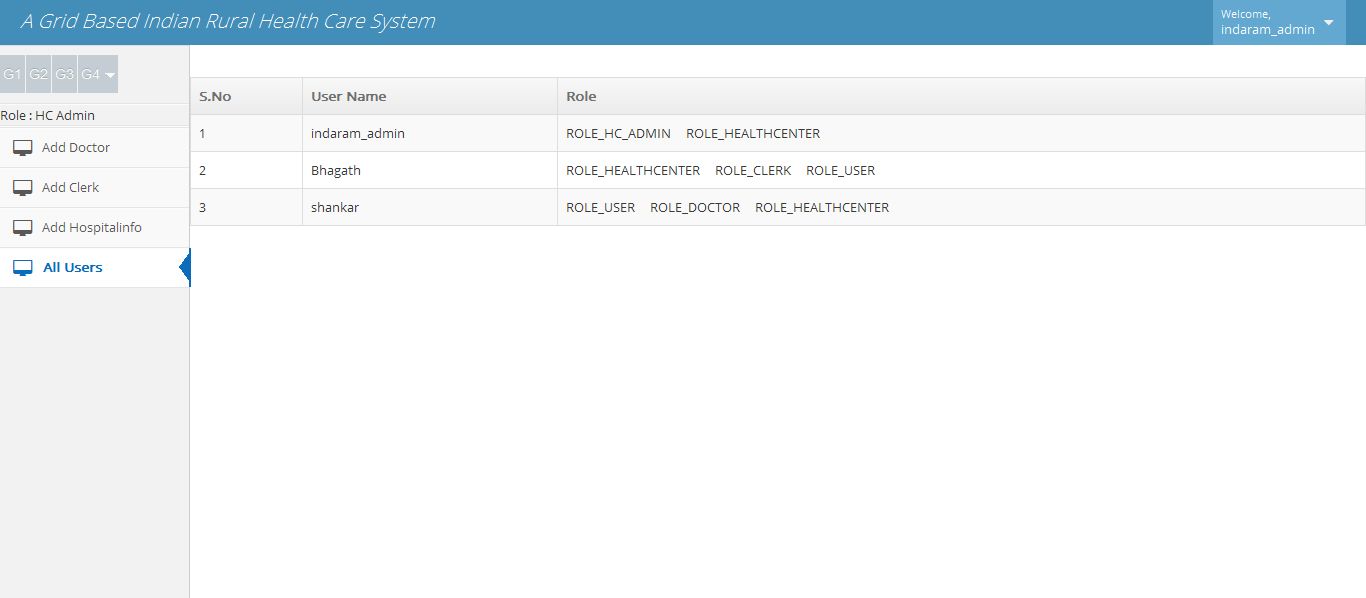 A Grid Based Indian Rural Health Care System
Welcome,
indaram_admin
G1 G2 G3 G4
Role : HC Admin
Add Doctor
Add Clerk
Add Hospitalinfo
All Users
S.No User Name Role
1 indaram_admin ROLE_HC_ADMIN ROLE_HEALTHCENTER
2 Bhagath ROLE_HEALTHCENTER ROLE_CLERK ROLE_USER
3 shankar ROLE_USER ROLE_DOCTOR ROLE_HEALTHCENTER